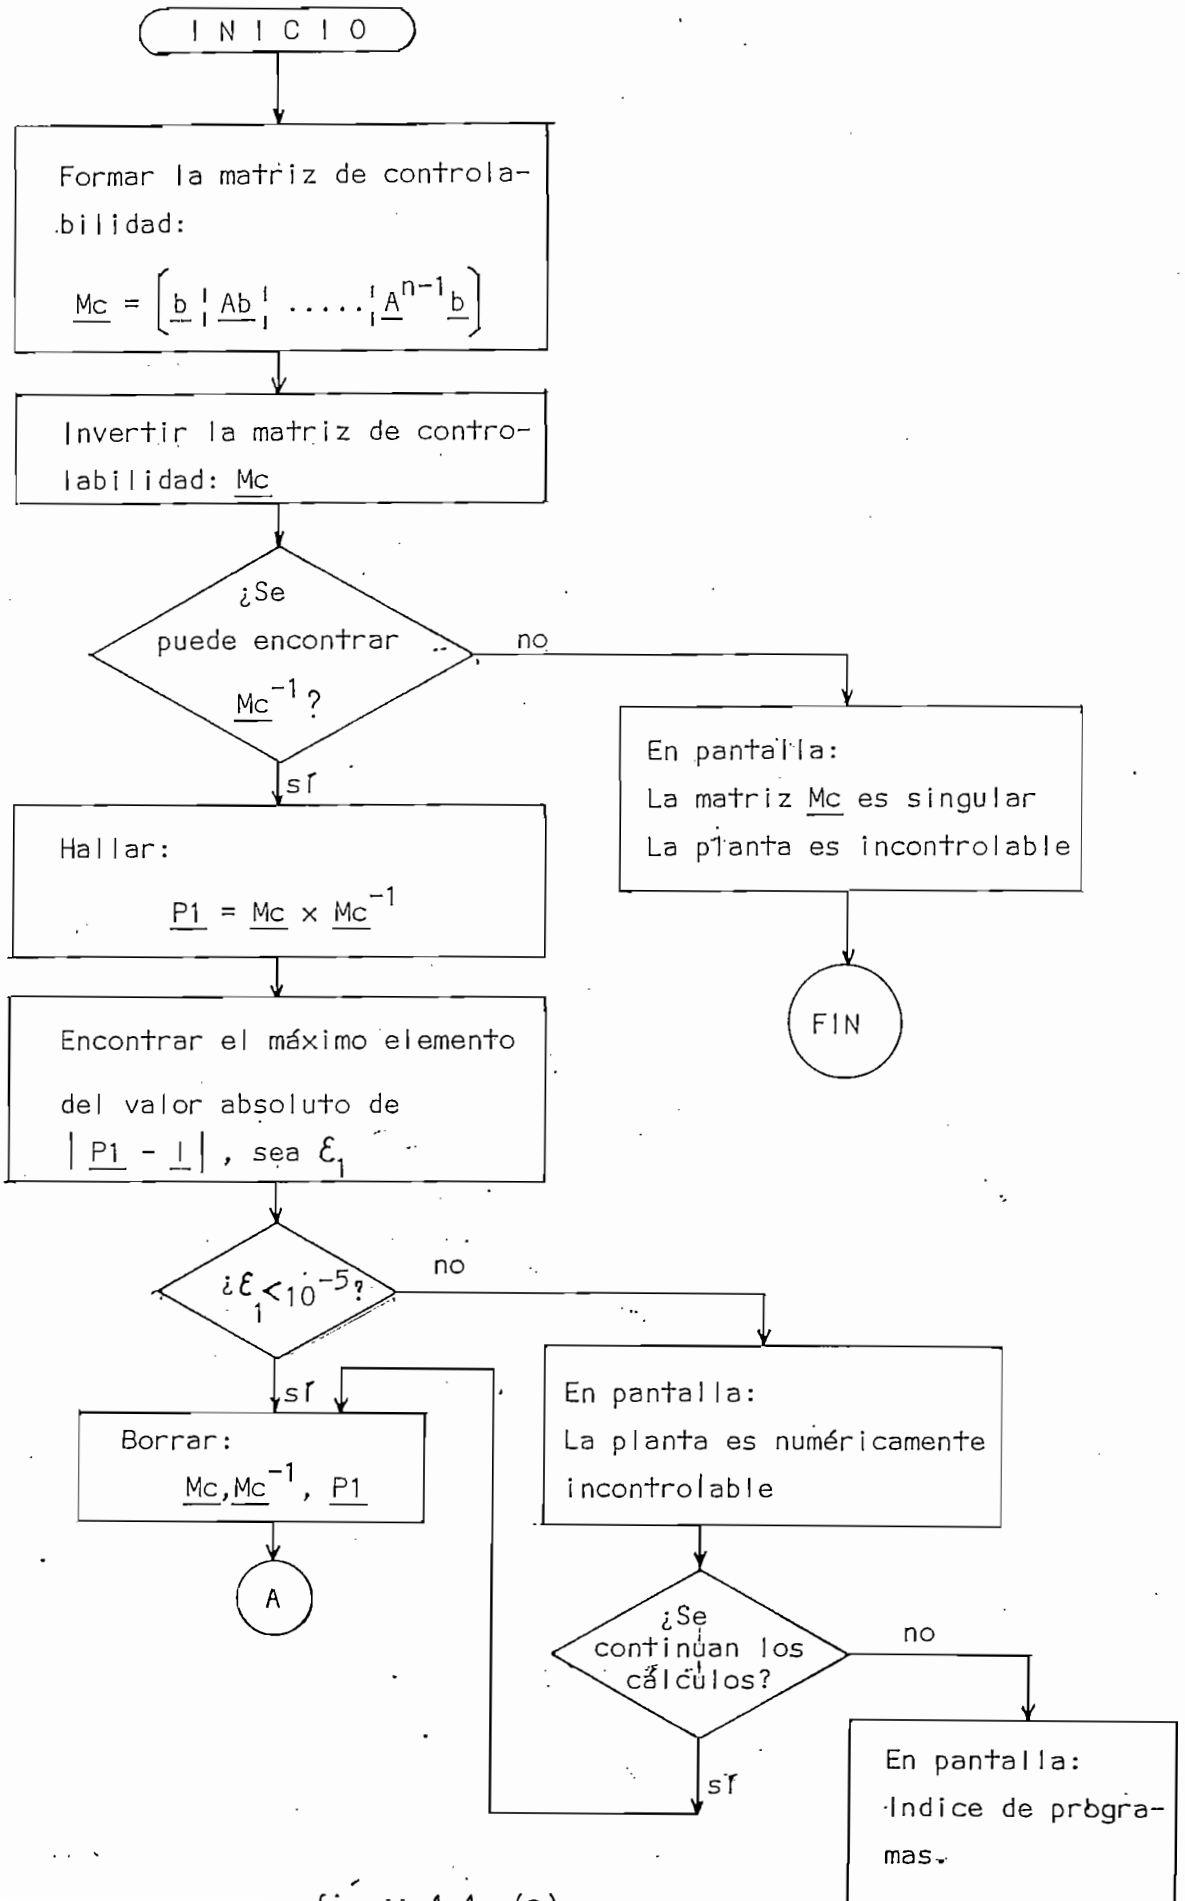 INICIO
Formar la matriz de controla-
bilidad:
Mc = [b ¦ Ab ¦ ..... ¦ A^n-1 b]
Invertir la matriz de contro-
labilidad: Mc
¿Se
puede encontrar
Mc^-1 ?
no
sí
En pantalla:
La matriz Mc es singular
La planta es incontrolable
FIN
Hallar:
P1 = Mc x Mc^-1
Encontrar el máximo elemento
del valor absoluto de
| P1 - I | , sea Ɛ₁
¿Ɛ₁ < 10^-5?
no
sí
Borrar:
Mc, Mc^-1, P1
A
En pantalla:
La planta es numéricamente
incontrolable
¿Se
continuan los
cálculos?
no
sí
En pantalla:
Indice de progra-
mas.